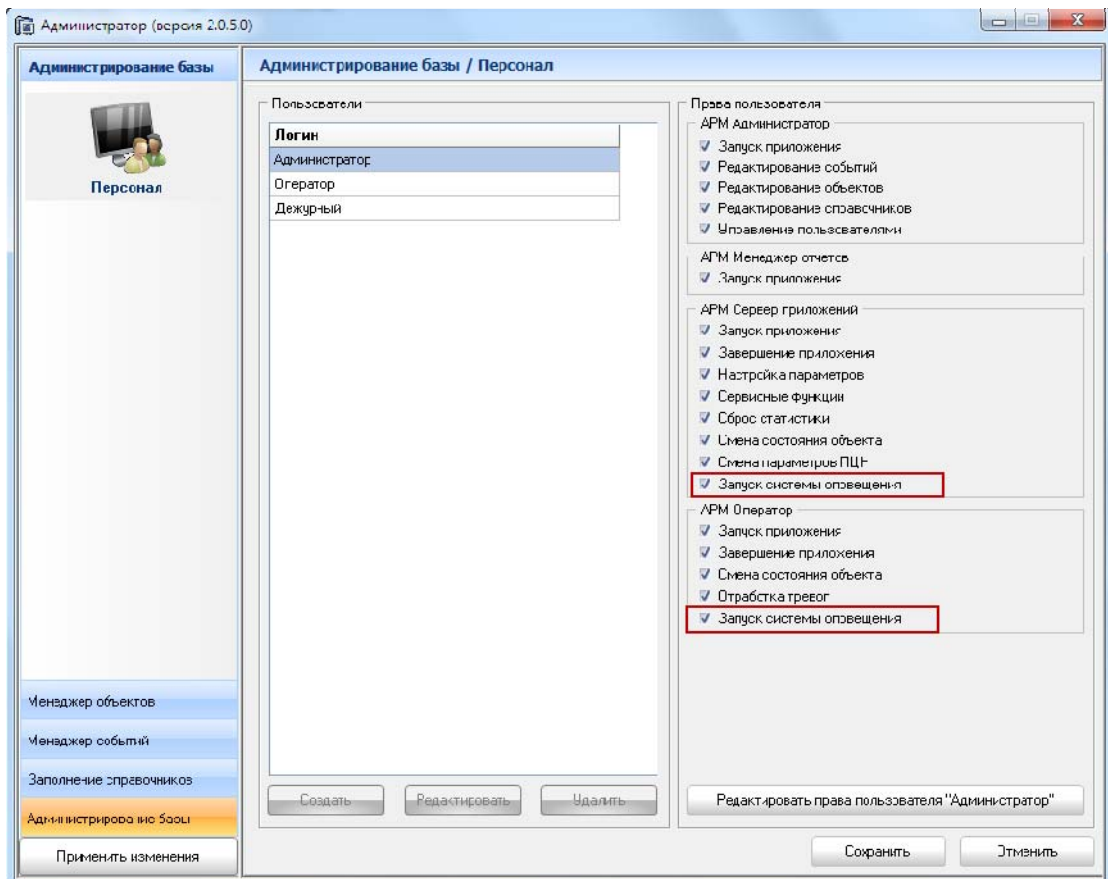 Администратор (версия 2.0.5.0)
Администрирование базы
Персонал
Менеджер объектов
Менеджер событий
Заполнение справочников
Администрирование базы
Применить изменения
Администрирование базы / Персонал
Пользователи
Логин
Администратор
Оператор
Дежурный
Создать
Редактировать
Удалить
Права пользователя
АРМ Администратор
Запуск приложения
Редактирование событий
Редактирование объектов
Редактирование справочников
Управление пользователями
АРМ Менеджер отчетов
Запуск приложения
АРМ Сервер приложений
Запуск приложения
Завершение приложения
Настройка параметров
Сервисные функции
Сброс статистики
Смена состояния объекта
Смена параметров ПЦН
Запуск системы оповещения
АРМ Оператор
Запуск приложения
Завершение приложения
Смена состояния объекта
Отработка тревог
Запуск системы оповещения
Редактировать права пользователя "Администратор"
Сохранить
Отменить